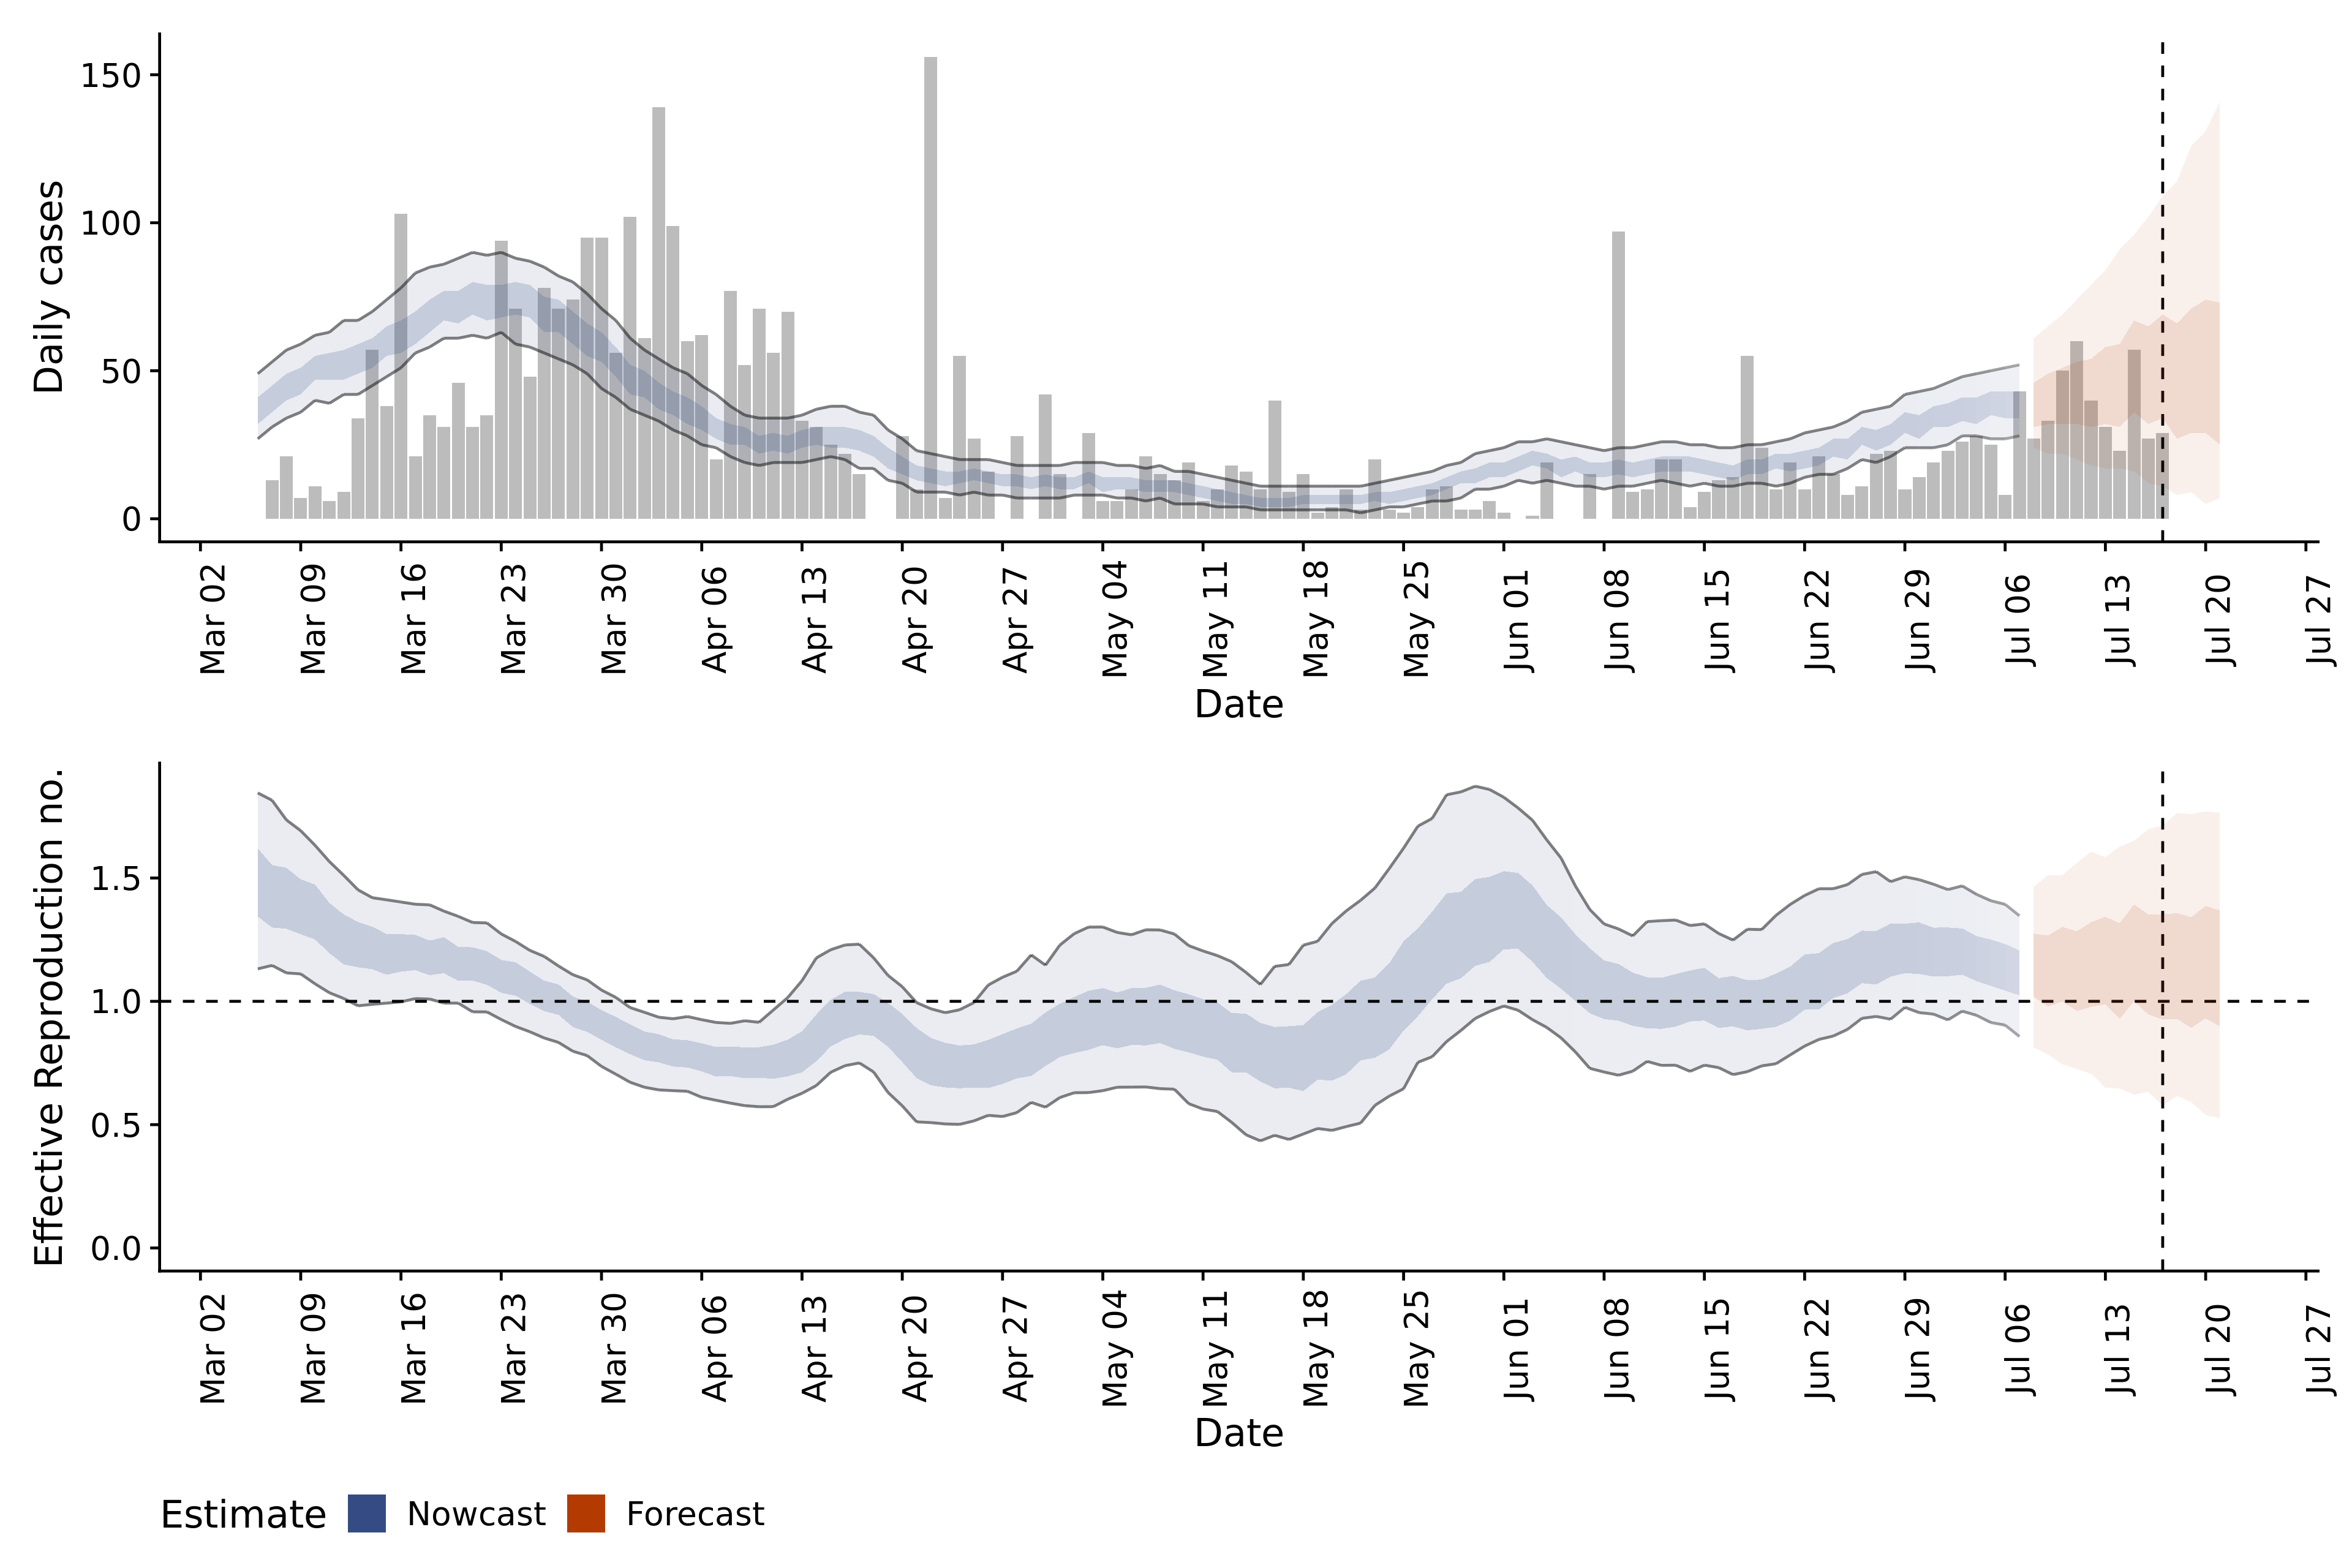 Daily cases
150
100
50
0
Mar 02
Mar 09
Mar 16
Mar 23
Mar 30
Apr 06
Apr 13
Apr 20
Apr 27
May 04
May 11
May 18
May 25
Jun 01
Jun 08
Jun 15
Jun 22
Jun 29
Jul 06
Jul 13
Jul 20
Jul 27
Date
Effective Reproduction no.
1.5
1.0
0.5
0.0
Mar 02
Mar 09
Mar 16
Mar 23
Mar 30
Apr 06
Apr 13
Apr 20
Apr 27
May 04
May 11
May 18
May 25
Jun 01
Jun 08
Jun 15
Jun 22
Jun 29
Jul 06
Jul 13
Jul 20
Jul 27
Date
Estimate Nowcast Forecast